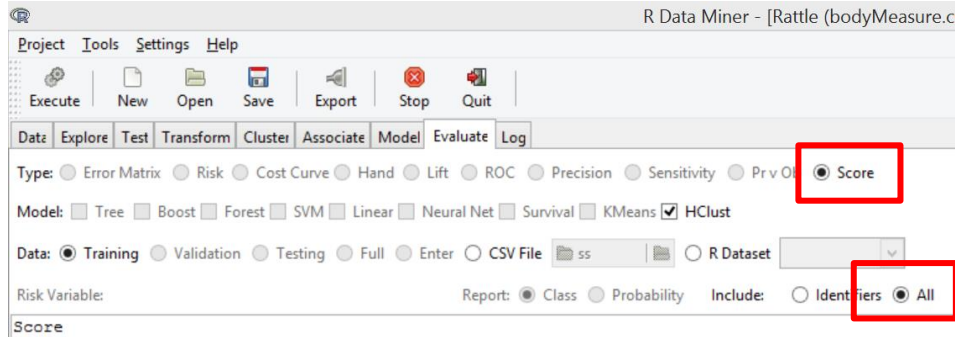 R Data Miner - [Rattle (bodyMeasure.c
Project Tools Settings Help
Execute New Open Save Export Stop Quit
Data Explore Test Transform Cluster Associate Model Evaluate Log
Type: Error Matrix Risk Cost Curve Hand Lift ROC Precision Sensitivity Pr v Ob Score
Model: Tree Boost Forest SVM Linear Neural Net Survival KMeans HClust
Data: Training Validation Testing Full Enter CSV File ss R Dataset
Risk Variable: Report: Class Probability Include: Identifiers All
Score